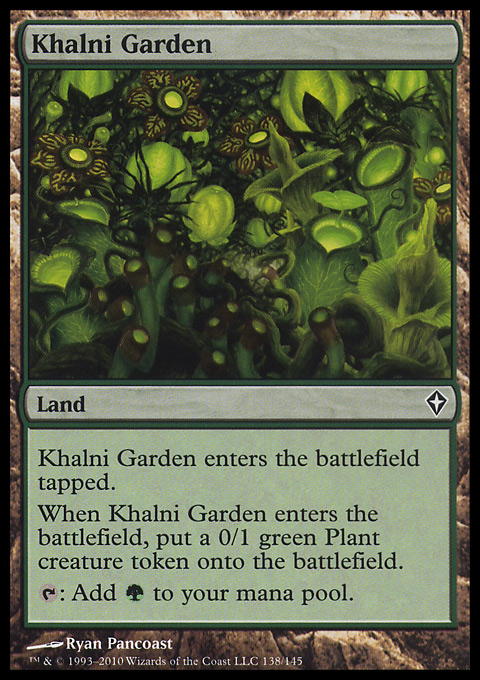 Khalni Garden
Land
Khalni Garden enters the battlefield
tapped.
When Khalni Garden enters the
battlefield, put a 0/1 green Plant
creature token onto the battlefield.
: Add to your mana pool.
Ryan Pancoast
™ & © 1993–2010 Wizards of the Coast LLC 138/145